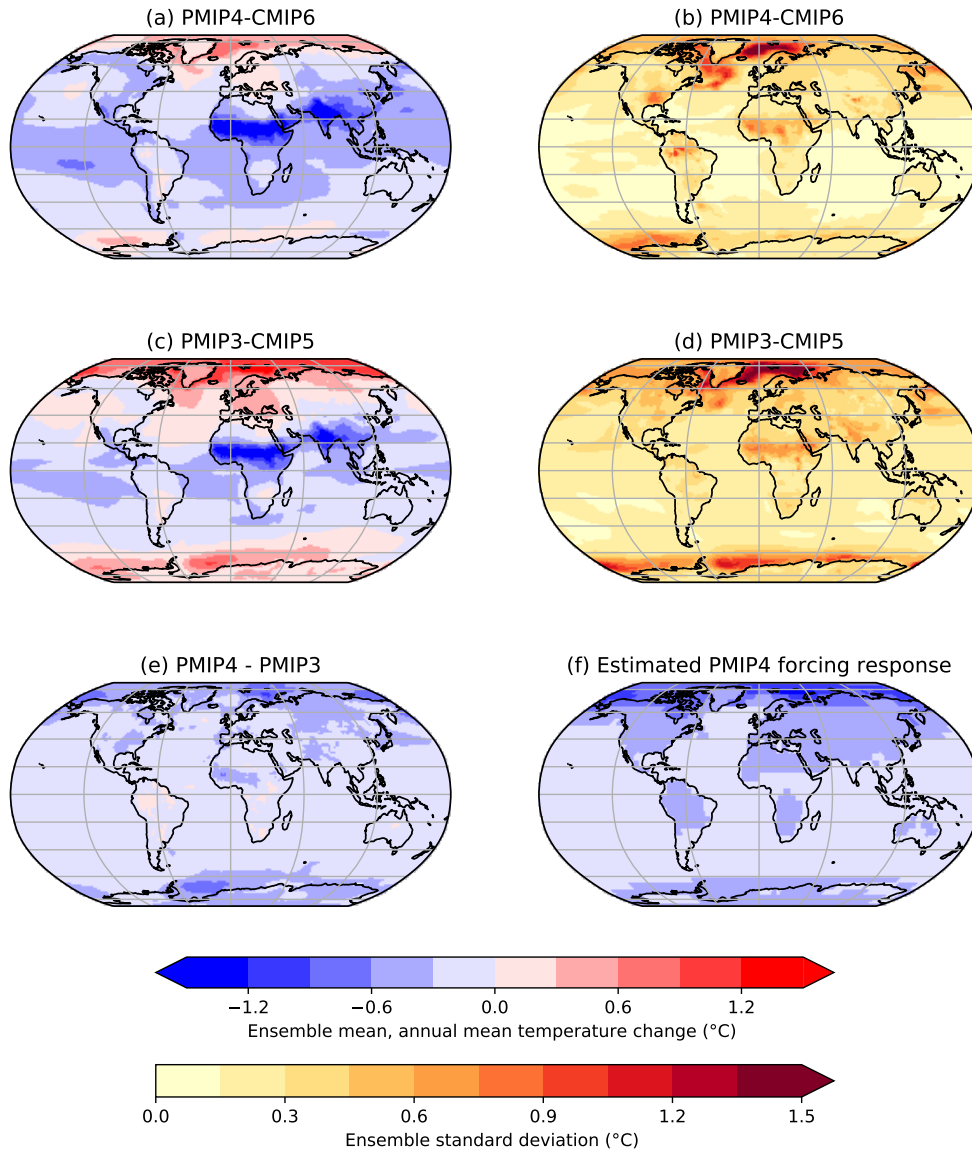 (a) PMIP4-CMIP6
(b) PMIP4-CMIP6
(c) PMIP3-CMIP5
(d) PMIP3-CMIP5
(e) PMIP4 - PMIP3
(f) Estimated PMIP4 forcing response
−1.2 −0.6 0.0 0.6 1.2
Ensemble mean, annual mean temperature change (°C)
0.0 0.3 0.6 0.9 1.2 1.5
Ensemble standard deviation (°C)